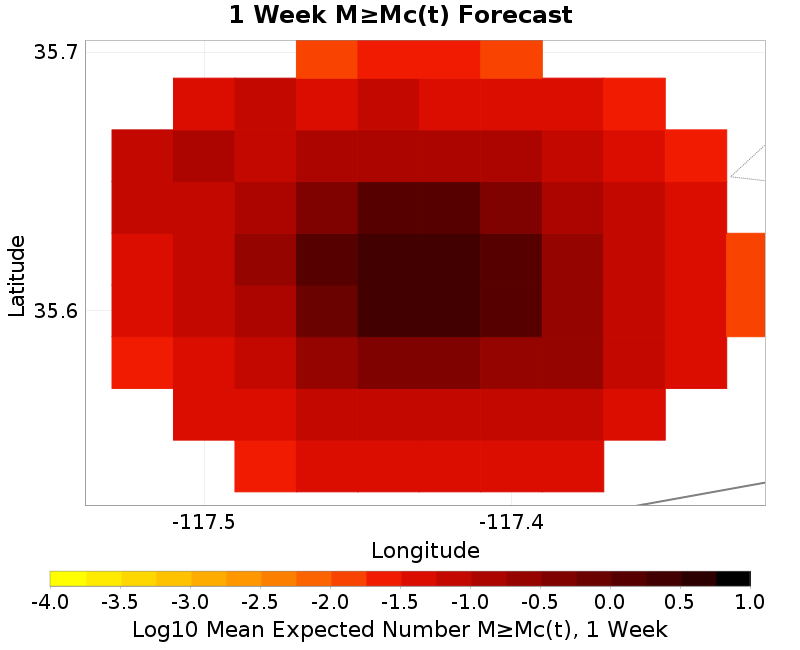 1 Week M≥Mc(t) Forecast
35.7
35.6
Latitude
-117.5
-117.4
Longitude
-4.0 -3.5 -3.0 -2.5 -2.0 -1.5 -1.0 -0.5 0.0 0.5 1.0
Log10 Mean Expected Number M≥Mc(t), 1 Week